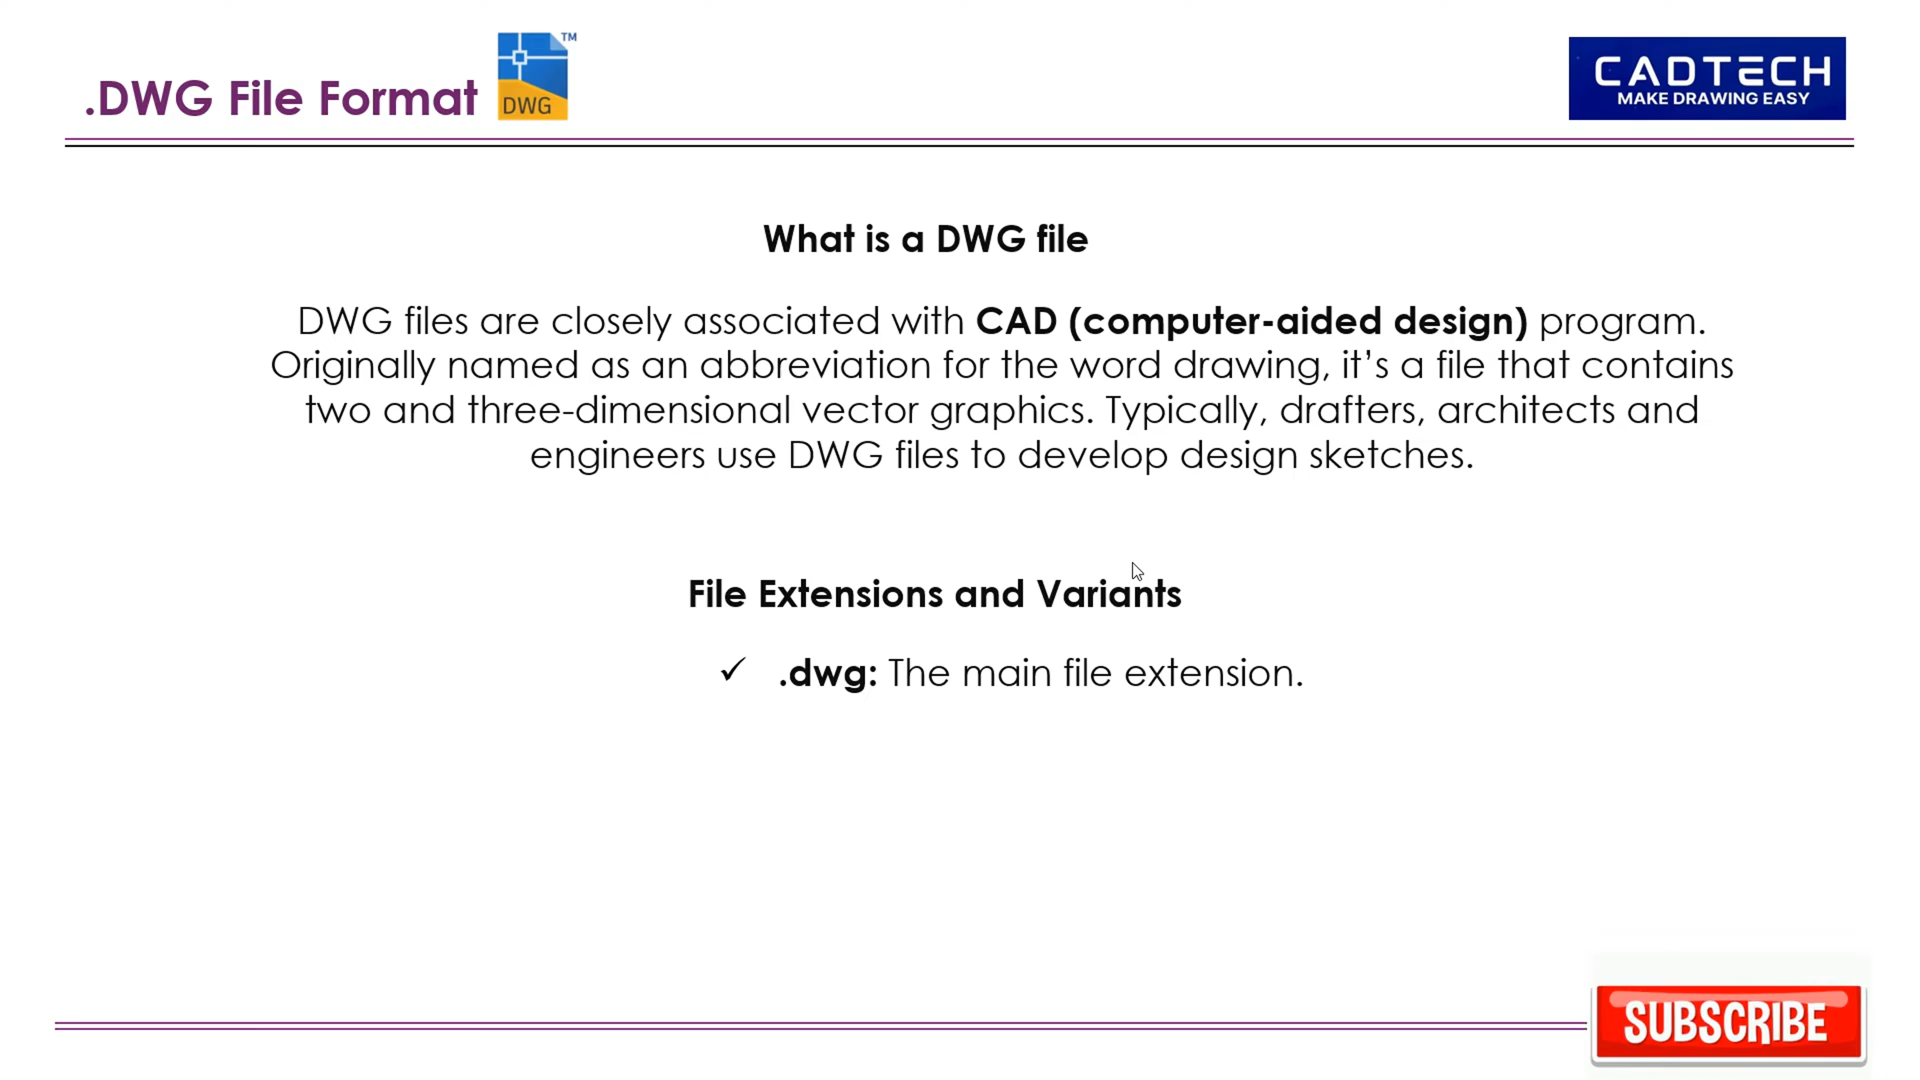 .DWG File Format
DWG
TM
CADTECH
MAKE DRAWING EASY
What is a DWG file
DWG files are closely associated with CAD (computer-aided design) program.
Originally named as an abbreviation for the word drawing, it’s a file that contains
two and three-dimensional vector graphics. Typically, drafters, architects and
engineers use DWG files to develop design sketches.
File Extensions and Variants
✓ .dwg: The main file extension.
SUBSCRIBE